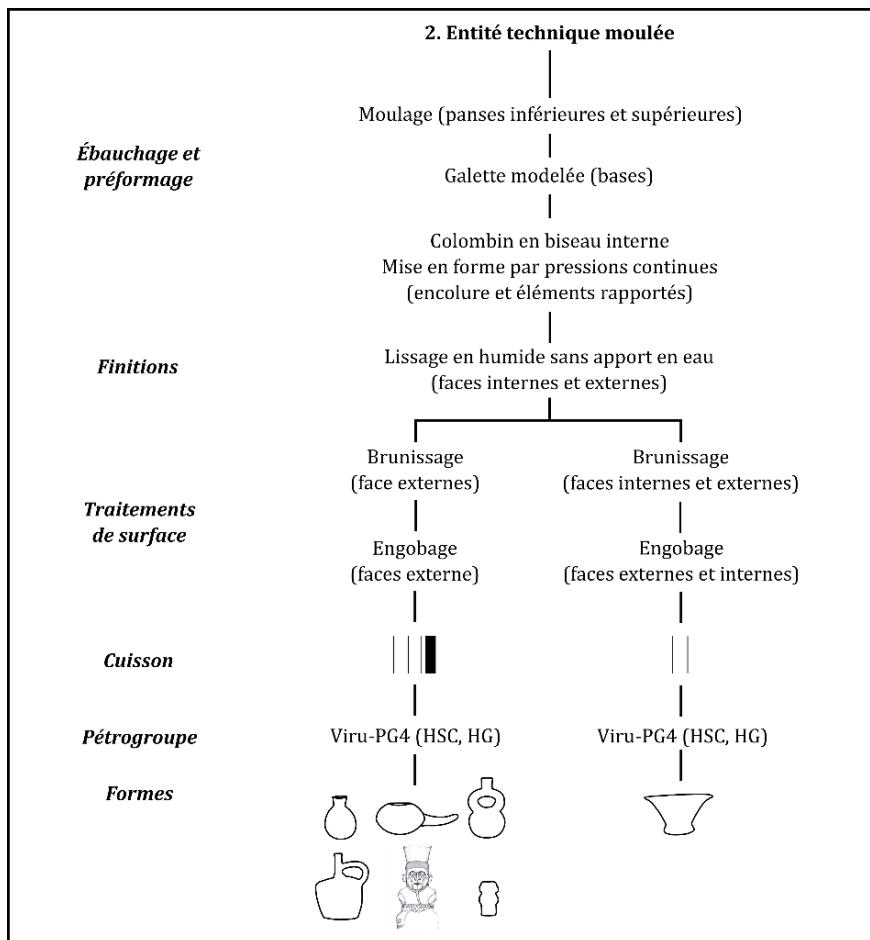 2. Entité technique moulée
Moulage (panses inférieures et supérieures)
Ébauchage et
préformage
Galette modelée (bases)
Colombin en biseau interne
Mise en forme par pressions continues
(encolure et éléments rapportés)
Finitions
Lissage en humide sans apport en eau
(faces internes et externes)
Traitements
de surface
Brunissage
(face externes)
Brunissage
(faces internes et externes)
Engobage
(faces externe)
Engobage
(faces externes et internes)
Cuisson
Pétrogroupe
Viru-PG4 (HSC, HG)
Viru-PG4 (HSC, HG)
Formes